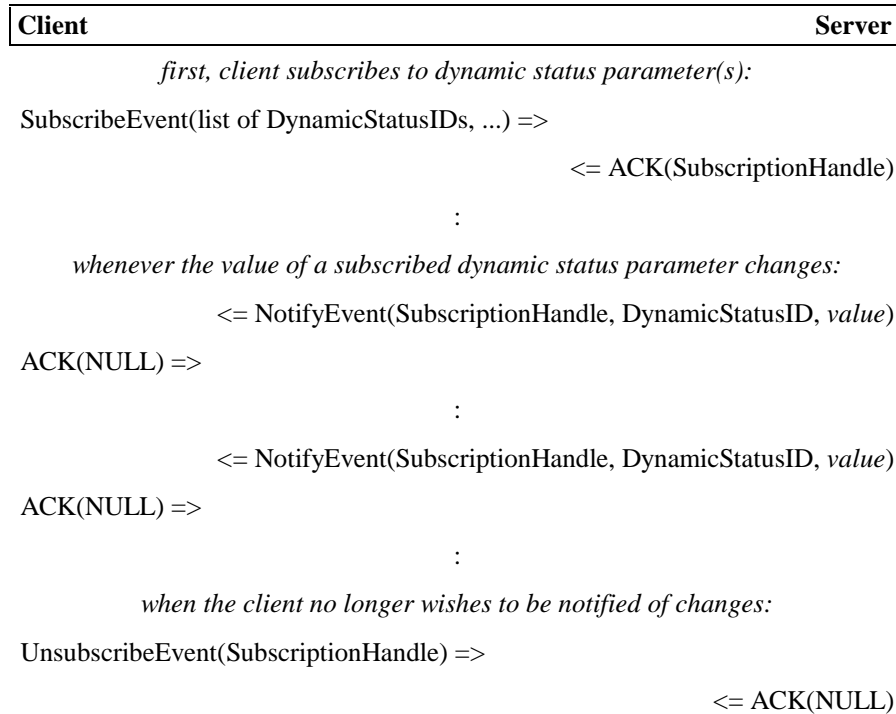 Client Server
first, client subscribes to dynamic status parameter(s):
SubscribeEvent(list of DynamicStatusIDs, ...) =>
<= ACK(SubscriptionHandle)
:
whenever the value of a subscribed dynamic status parameter changes:
<= NotifyEvent(SubscriptionHandle, DynamicStatusID, value)
ACK(NULL) =>
:
<= NotifyEvent(SubscriptionHandle, DynamicStatusID, value)
ACK(NULL) =>
:
when the client no longer wishes to be notified of changes:
UnsubscribeEvent(SubscriptionHandle) =>
<= ACK(NULL)